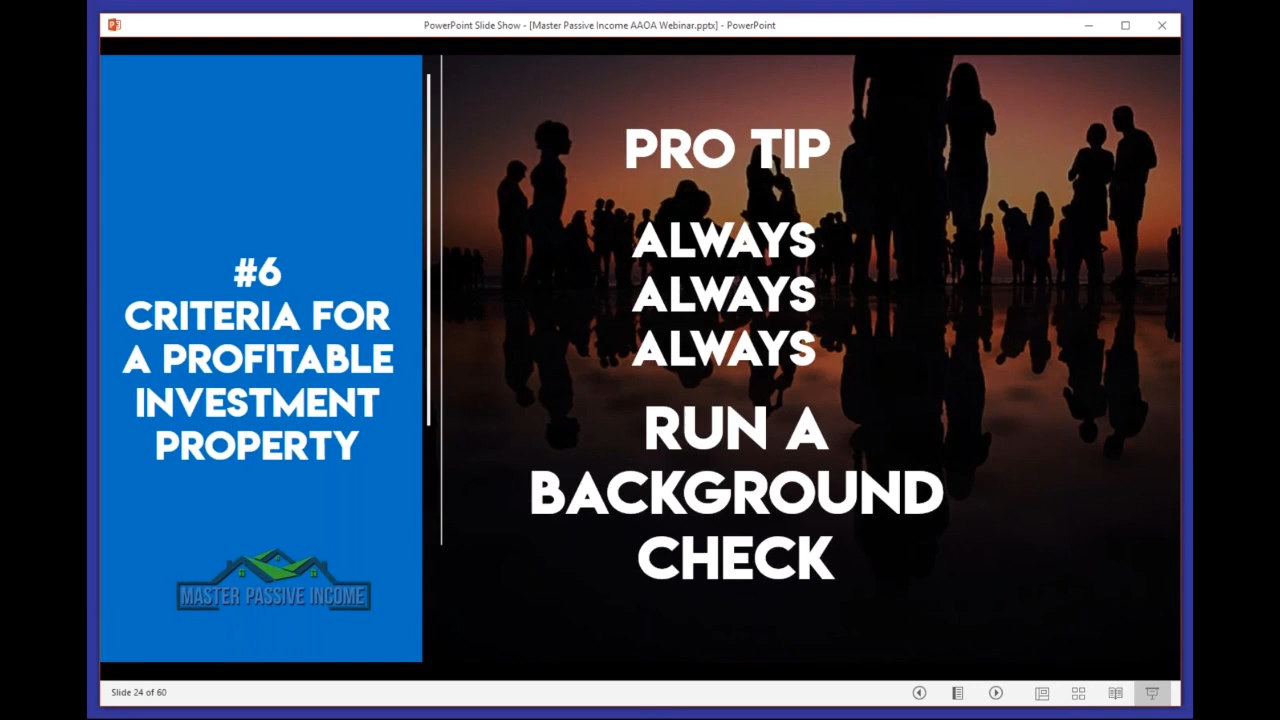 PowerPoint Slide Show - [Master Passive Income AAOA Webinar.pptx] - PowerPoint
#6
CRITERIA FOR
A PROFITABLE
INVESTMENT
PROPERTY
MASTER PASSIVE INCOME
PRO TIP
ALWAYS
ALWAYS
ALWAYS
RUN A
BACKGROUND
CHECK
Slide 24 of 60